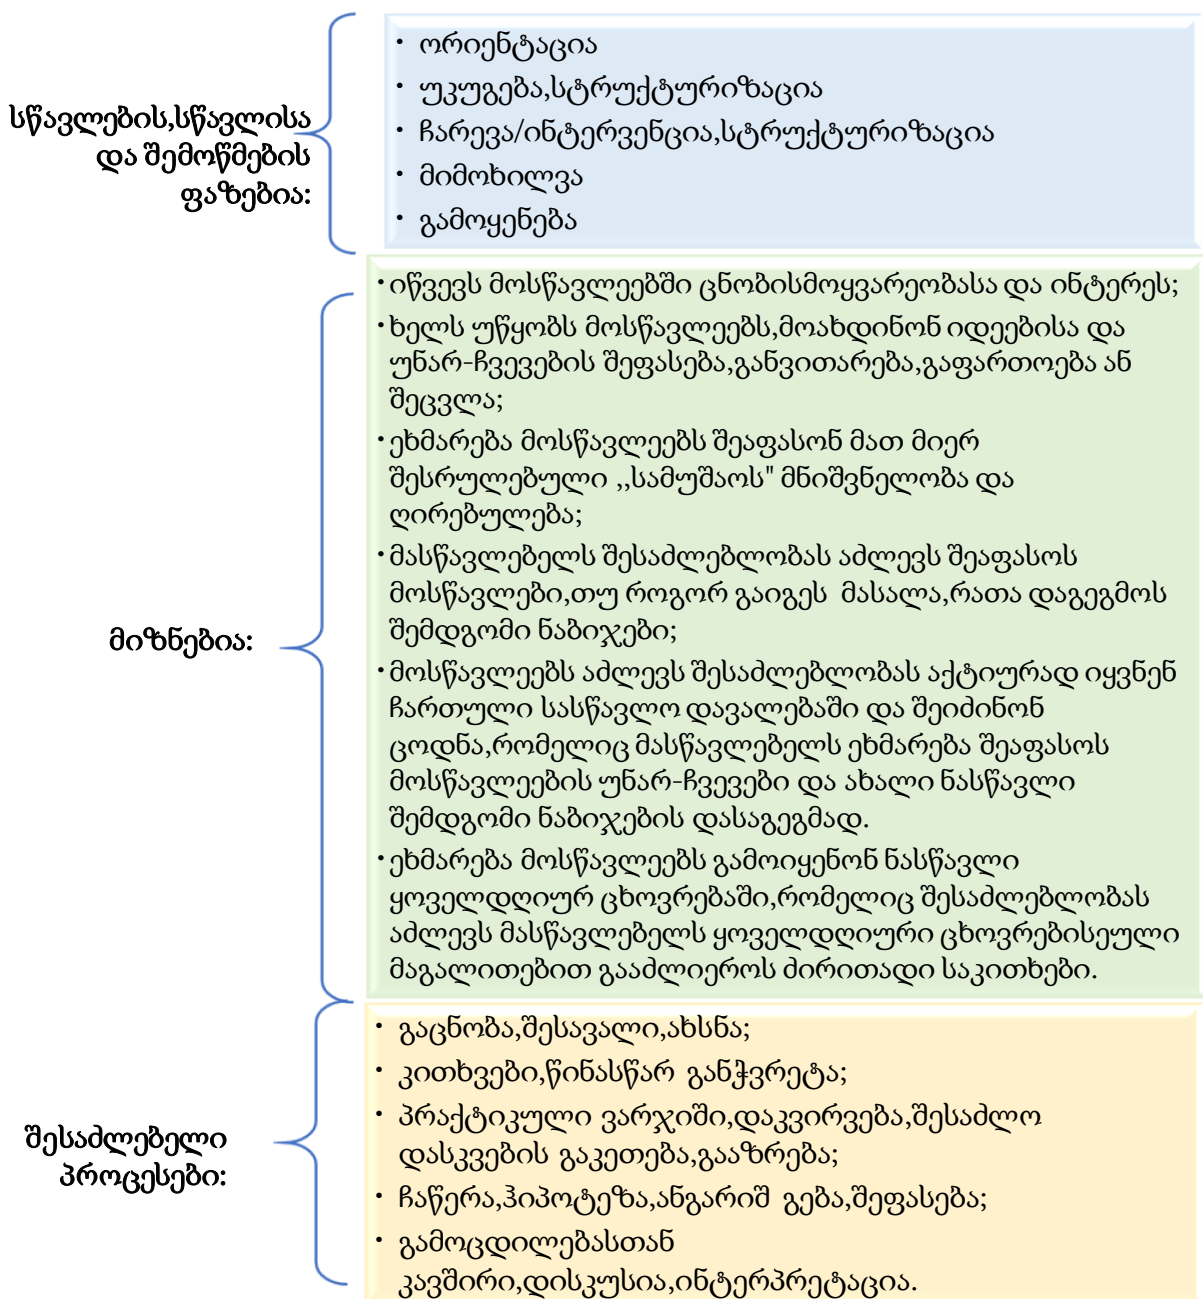 სწავლების,სწავლისა
და შემოწმების
ფაზებია:
· ორიენტაცია
· უკუგება,სტრუქტურიზაცია
· ჩარევა/ინტერვენცია,სტრუქტურიზაცია
· მიმოხილვა
· გამოყენება
მიზნებია:
· იწვევს მოსწავლეებში ცნობისმოყვარეობასა და ინტერეს;
· ხელს უწყობს მოსწავლეებს,მოახდინონ იდეებისა და
უნარ-ჩვევების შეფასება,განვითარება,გაფართოება ან
შეცვლა;
· ეხმარება მოსწავლეებს შეაფასონ მათ მიერ
შესრულებული ,,სამუშაოს" მნიშვნელობა და
ღირებულება;
· მასწავლებელს შესაძლებლობას აძლევს შეაფასოს
მოსწავლები,თუ როგორ გაიგეს მასალა,რათა დაგეგმოს
შემდგომი ნაბიჯები;
· მოსწავლეებს აძლევს შესაძლებლობას აქტიურად იყვნენ
ჩართული სასწავლო დავალებაში და შეიძინონ
ცოდნა,რომელიც მასწავლებელს ეხმარება შეაფასოს
მოსწავლეების უნარ-ჩვევები და ახალი ნასწავლი
შემდგომი ნაბიჯების დასაგეგმად.
· ეხმარება მოსწავლეებს გამოიყენონ ნასწავლი
ყოველდღიურ ცხოვრებაში,რომელიც შესაძლებლობას
აძლევს მასწავლებელს ყოველდღიური ცხოვრებისეული
მაგალითებით გააძლიეროს ძირითადი საკითხები.
შესაძლებელი
პროცესები:
· გაცნობა,შესავალი,ახსნა;
· კითხვები,წინასწარ განჭვრეტა;
· პრაქტიკული ვარჯიში,დაკვირვება,შესაძლო
დასკვების გაკეთება,გააზრება;
· ჩაწერა,ჰიპოტეზა,ანგარიშ გება,შეფასება;
· გამოცდილებასთან
კავშირი,დისკუსია,ინტერპრეტაცია.